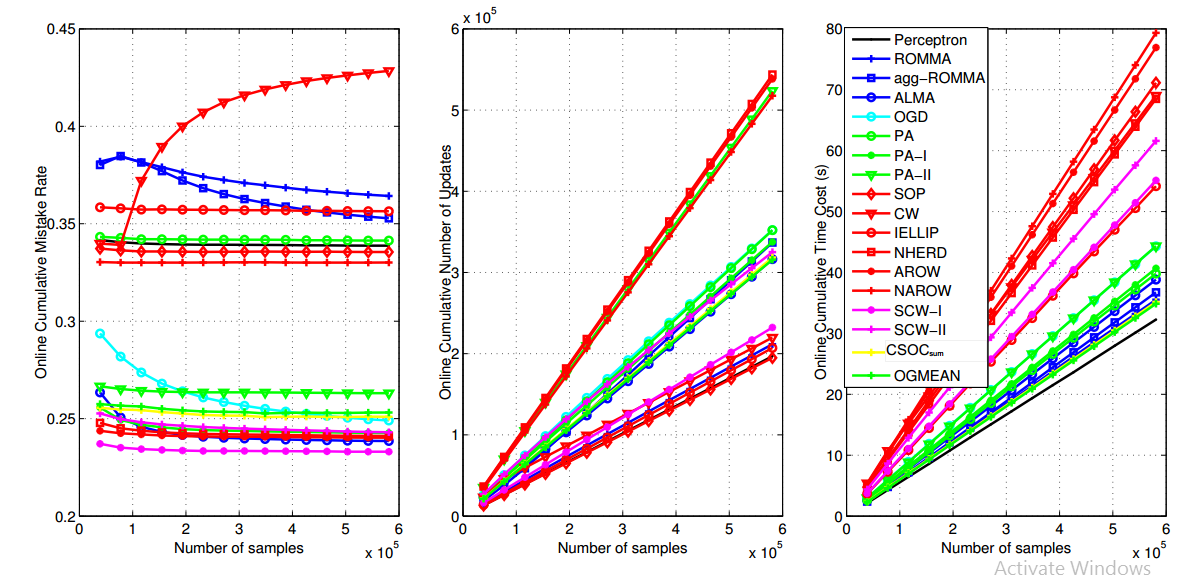 0.45
0.4
0.35
0.3
0.25
0.2
Online Cumulative Mistake Rate
0 1 2 3 4 5 6
Number of samples
x 10^5
x 10^5
6
5
4
3
2
1
0
Online Cumulative Number of Updates
0 1 2 3 4 5 6
Number of samples
x 10^5
80
70
60
50
40
30
20
10
0
Online Cumulative Time Cost (s)
Perceptron
ROMMA
agg−ROMMA
ALMA
OGD
PA
PA−I
PA−II
SOP
CW
IELLIP
NHERD
AROW
NAROW
SCW−I
SCW−II
CSOCsum
OGMEAN
0 1 2 3 4 5 6
Number of samples
x 10^5
Activate Windows